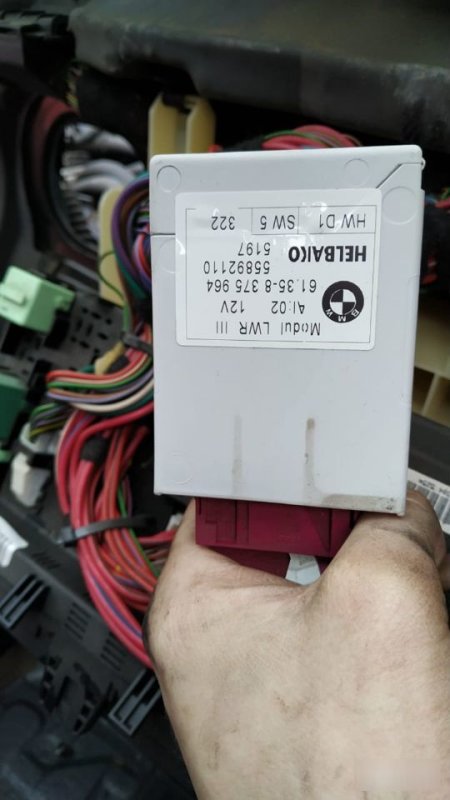 Modul LWR III
AI:02 12V
61.35-8 375 964
55892110
HELBAKO 5197
HW D1 SW 5 322
BMW